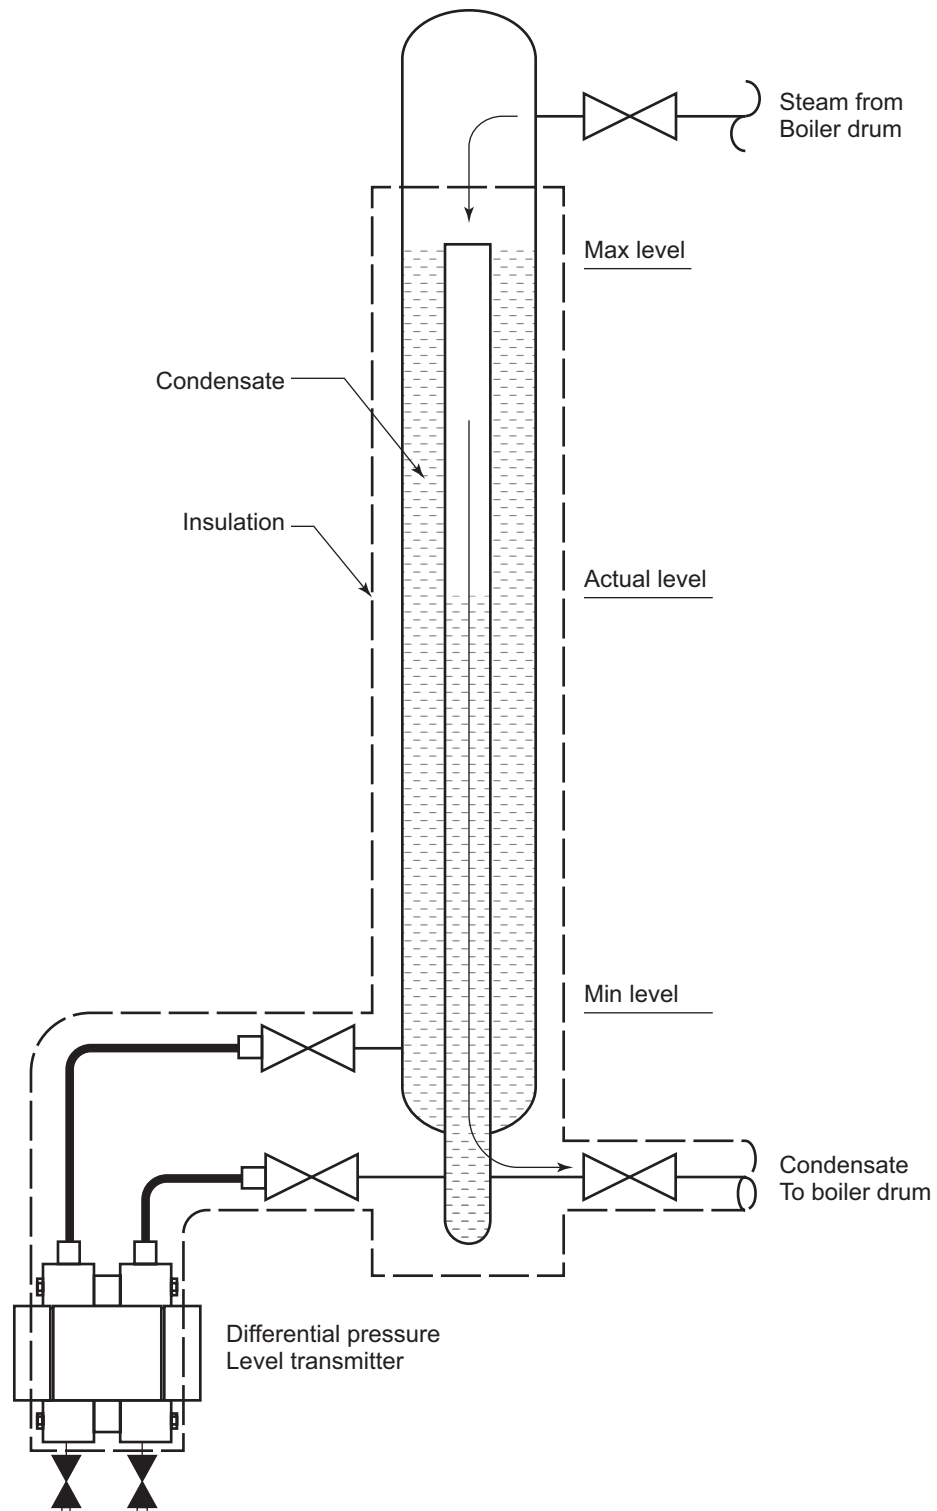 Steam from
Boiler drum
Max level
Condensate
Insulation
Actual level
Min level
Condensate
To boiler drum
Differential pressure
Level transmitter